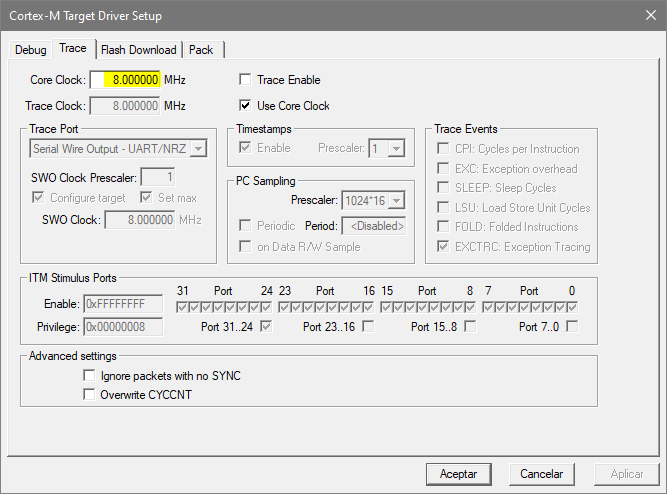 Cortex-M Target Driver Setup
Debug Trace Flash Download Pack
Core Clock: 8.000000 MHz Trace Enable
Trace Clock: 8.000000 MHz Use Core Clock
Trace Port Timestamps Trace Events
Serial Wire Output - UART/NRZ Enable Prescaler: 1 CPI: Cycles per Instruction
EXC: Exception overhead
SWO Clock Prescaler: 1 PC Sampling SLEEP: Sleep Cycles
Configure target Set max Prescaler: 1024*16 LSU: Load Store Unit Cycles
SWO Clock: 8.000000 MHz Periodic Period: <Disabled> FOLD: Folded Instructions
on Data R/W Sample EXCTRC: Exception Tracing
ITM Stimulus Ports
31 Port 24 23 Port 16 15 Port 8 7 Port 0
Enable: 0xFFFFFFFF
Privilege: 0x00000008 Port 31..24 Port 23..16 Port 15..8 Port 7..0
Advanced settings
Ignore packets with no SYNC
Overwrite CYCCNT
Aceptar Cancelar Aplicar